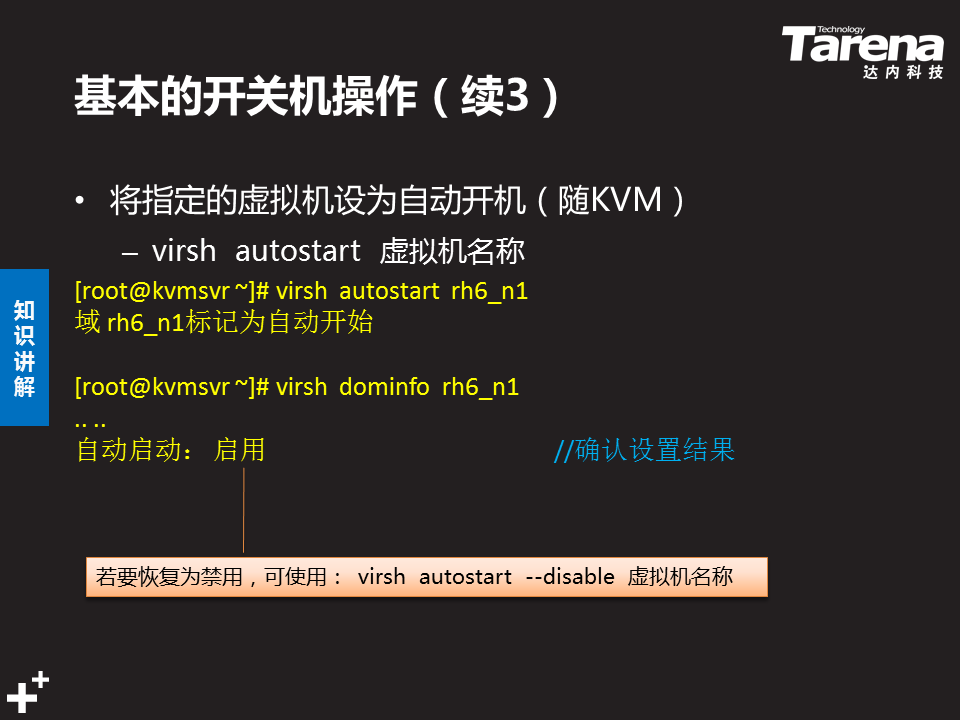 Technology
Tarena
达内科技
基本的开关机操作（续3）
• 将指定的虚拟机设为自动开机（随KVM）
– virsh autostart 虚拟机名称
[root@kvmsvr ~]# virsh autostart rh6_n1
域 rh6_n1标记为自动开始
[root@kvmsvr ~]# virsh dominfo rh6_n1
.. ..
自动启动： 启用 //确认设置结果
若要恢复为禁用，可使用： virsh autostart --disable 虚拟机名称
知识讲解